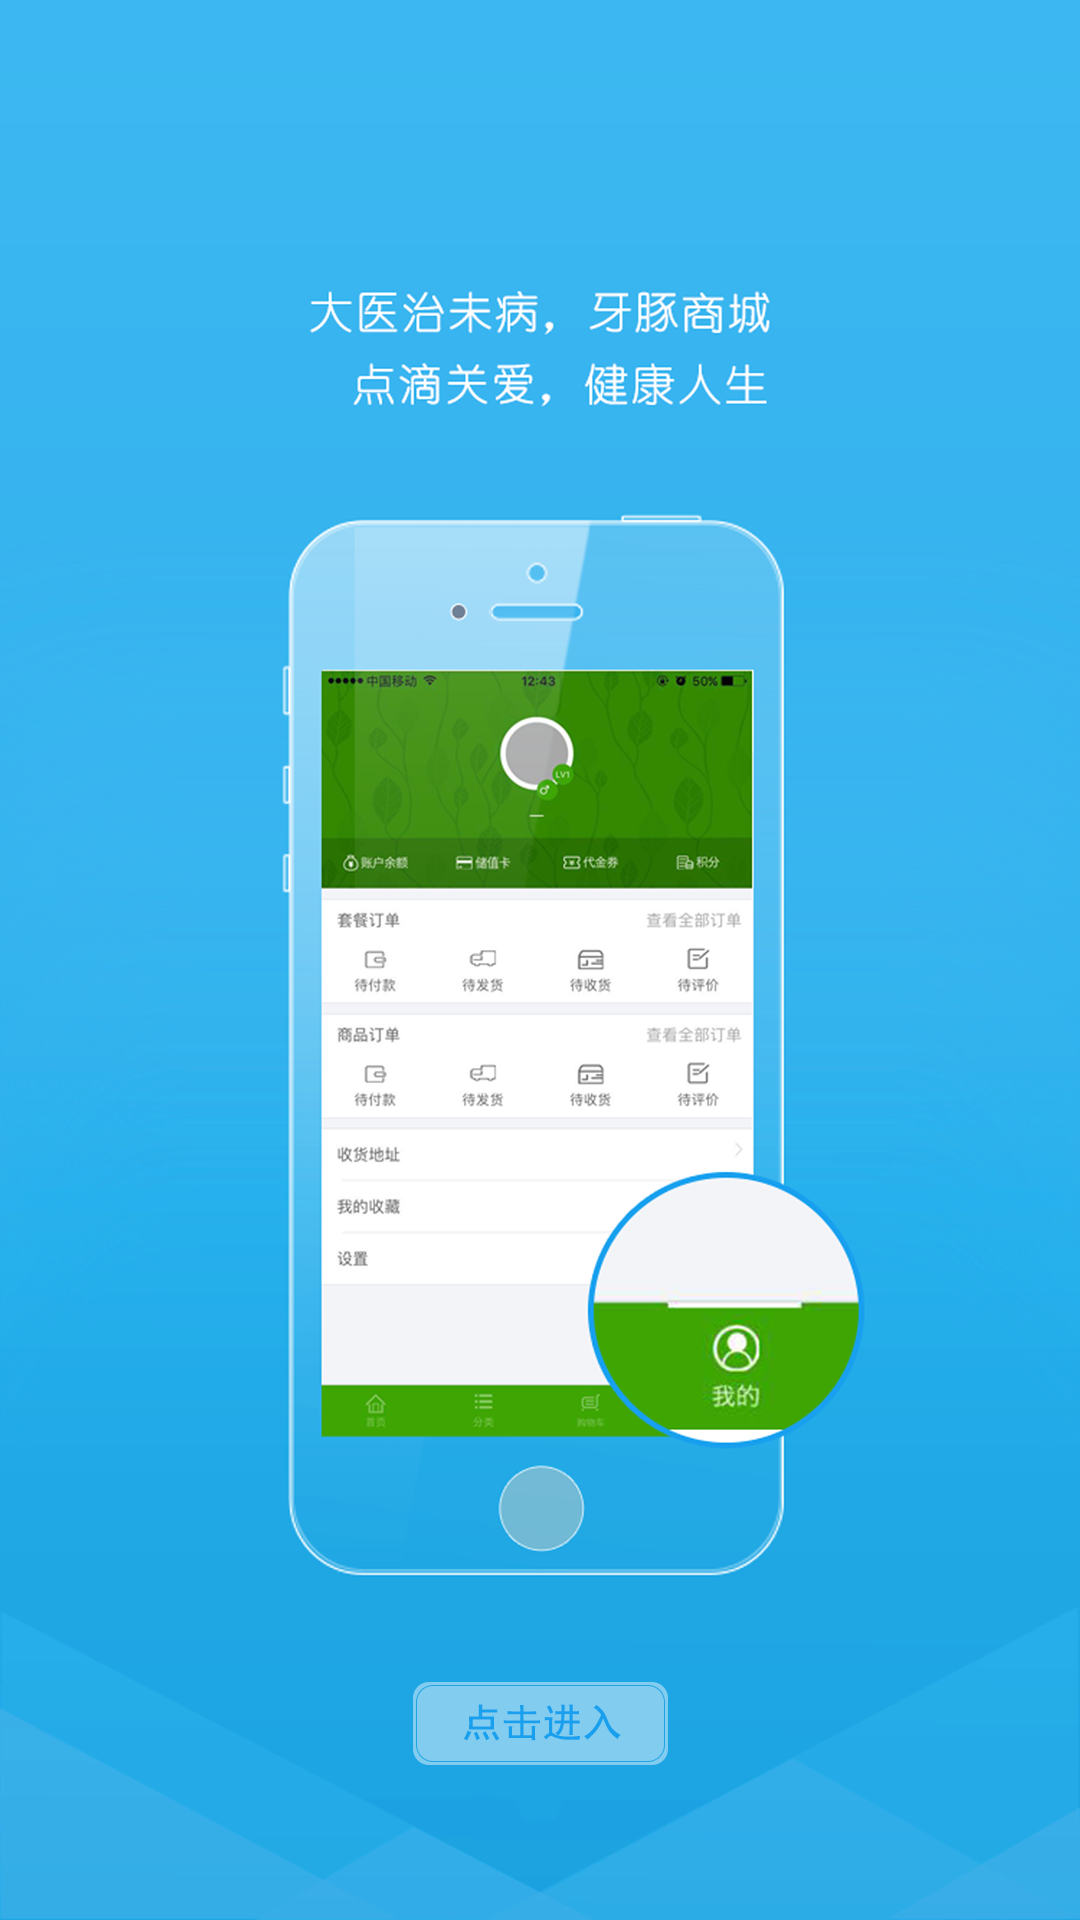 大医治未病，牙豚商城
点滴关爱，健康人生
中国移动 12:43 50%
LV1
账户余额 储值卡 代金券 积分
套餐订单 查看全部订单
待付款 待发货 待收货 待评价
商品订单 查看全部订单
待付款 待发货 待收货 待评价
收货地址
我的收藏
设置
我的
首页 分类 购物车
点击进入